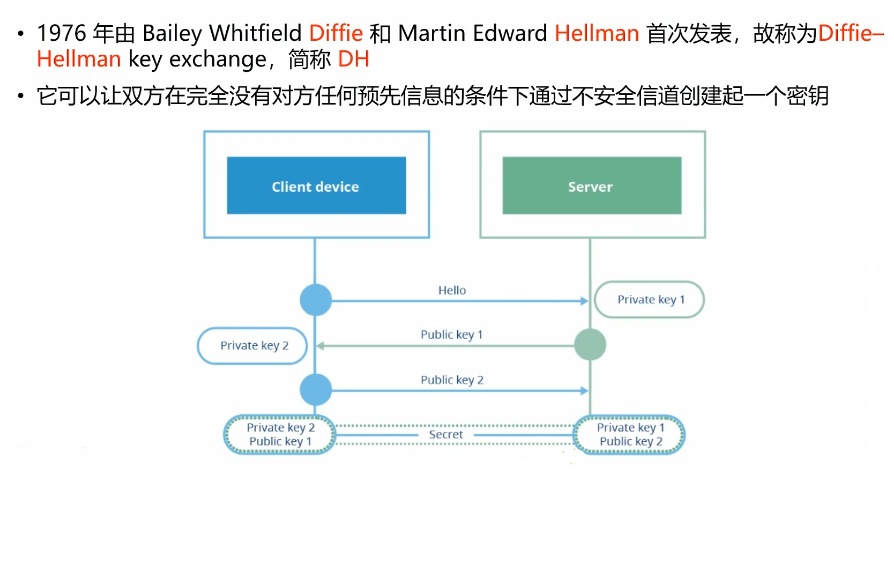 • 1976 年由 Bailey Whitfield Diffie 和 Martin Edward Hellman 首次发表，故称为Diffie–
Hellman key exchange，简称 DH
• 它可以让双方在完全没有对方任何预先信息的条件下通过不安全信道创建起一个密钥
Client device
Server
Hello
Private key 1
Public key 1
Private key 2
Public key 2
Private key 2
Public key 1
Secret
Private key 1
Public key 2